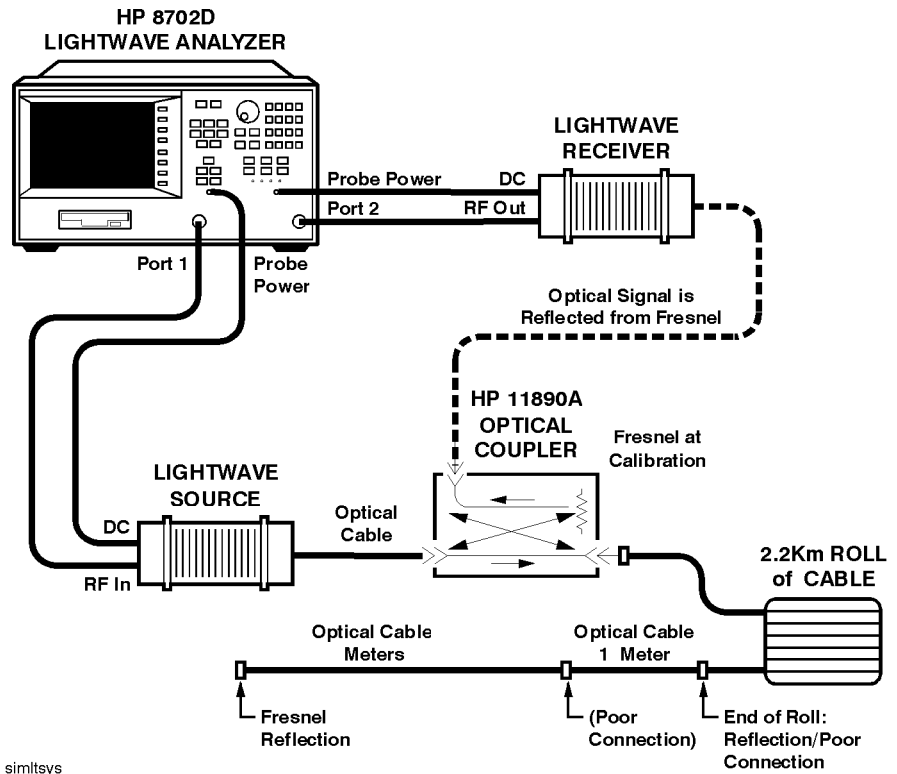 HP 8702D
LIGHTWAVE ANALYZER
LIGHTWAVE
RECEIVER
Probe Power
DC
Port 2
RF Out
Port 1
Probe
Power
Optical Signal is
Reflected from Fresnel
HP 11890A
OPTICAL
COUPLER
Fresnel at
Calibration
LIGHTWAVE
SOURCE
Optical
Cable
DC
RF In
2.2Km ROLL
of CABLE
Optical Cable
Meters
Optical Cable
1 Meter
Fresnel
Reflection
(Poor
Connection)
End of Roll:
Reflection/Poor
Connection
simltsvs